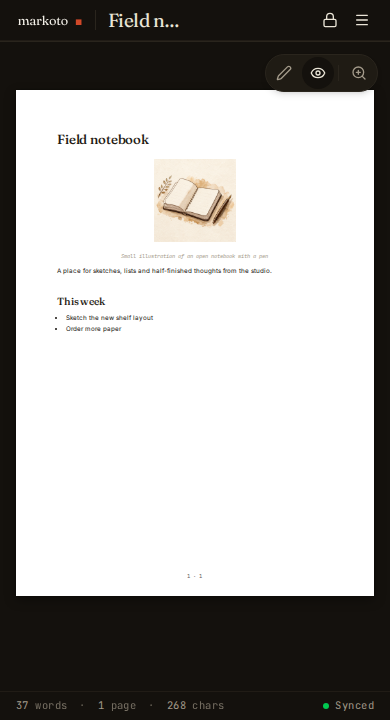 markoto
Field n...
Field notebook
Small illustration of an open notebook with a pen
A place for sketches, lists and half-finished thoughts from the studio.
This week
• Sketch the new shelf layout
• Order more paper
1 - 1
37 words · 1 page · 268 chars
Synced